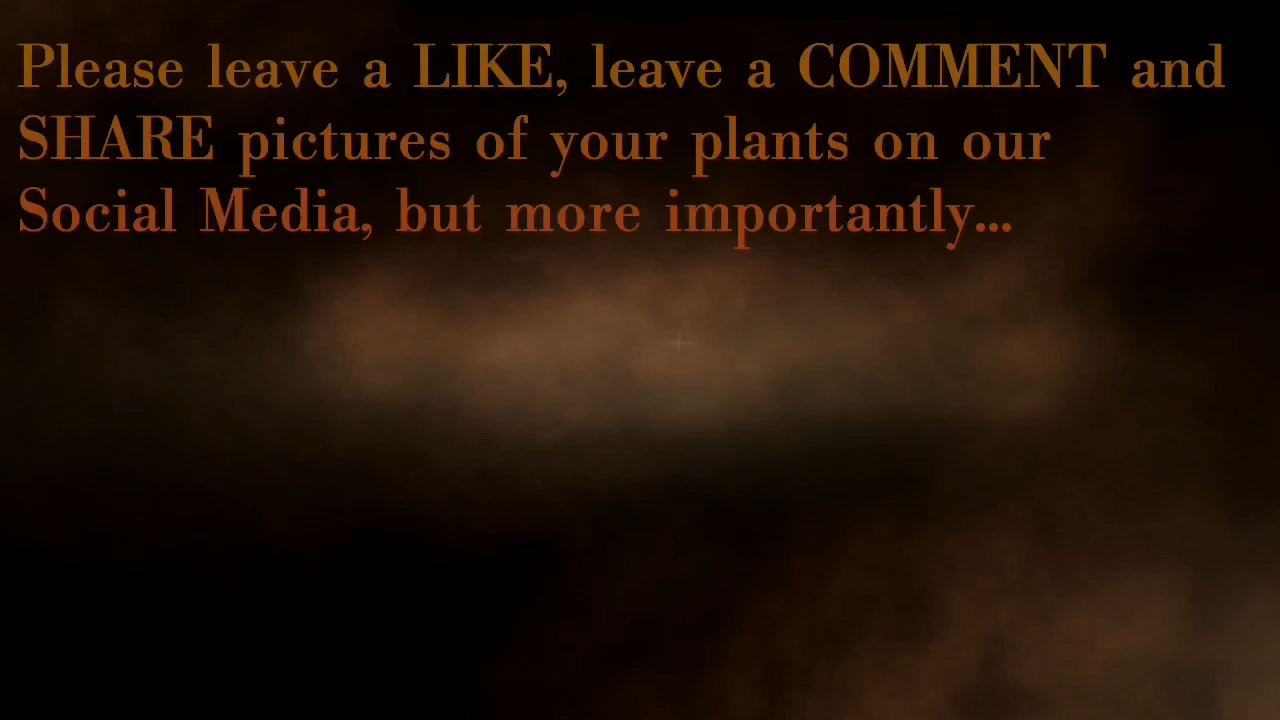 Please leave a LIKE, leave a COMMENT and
SHARE pictures of your plants on our
Social Media, but more importantly...